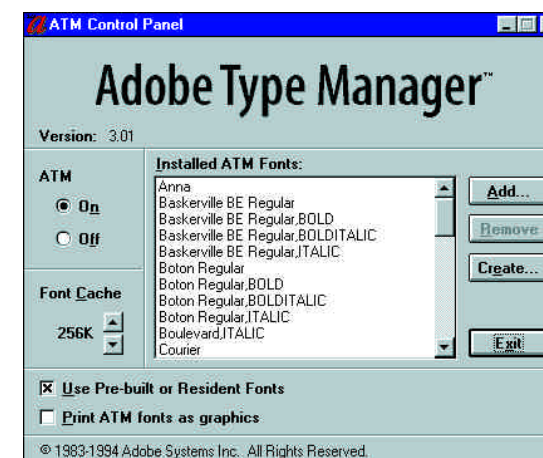 ATM Control Panel
Adobe Type Manager™
Version: 3.01
ATM
On
Off
Font Cache
256K
Installed ATM Fonts:
Anna
Baskerville BE Regular
Baskerville BE Regular,BOLD
Baskerville BE Regular,BOLDITALIC
Baskerville BE Regular,ITALIC
Boton Regular
Boton Regular,BOLD
Boton Regular,BOLDITALIC
Boton Regular,ITALIC
Boulevard,ITALIC
Courier
Add...
Remove
Create...
Exit
Use Pre-built or Resident Fonts
Print ATM fonts as graphics
© 1983-1994 Adobe Systems Inc. All Rights Reserved.